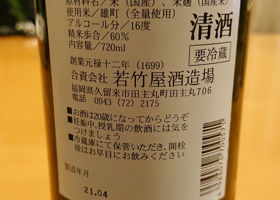 原材料名／米（国産）、米麹（国産米）
使用米／雄町（全量使用）
アルコール分／16度
精米歩合／60％
内容量／720ml
清酒
要冷蔵
創業元禄十二年（1699）
合資会社 若竹屋酒造場
福岡県久留米市田主丸町田主丸706
電話 0943（72）2175
■お酒は20歳になってからどうぞ
■妊娠中、授乳期の飲酒には気を
つけましょう
■冷蔵庫にて保管いただき、開栓
後はお早目にお飲みください
製造年月
21.04